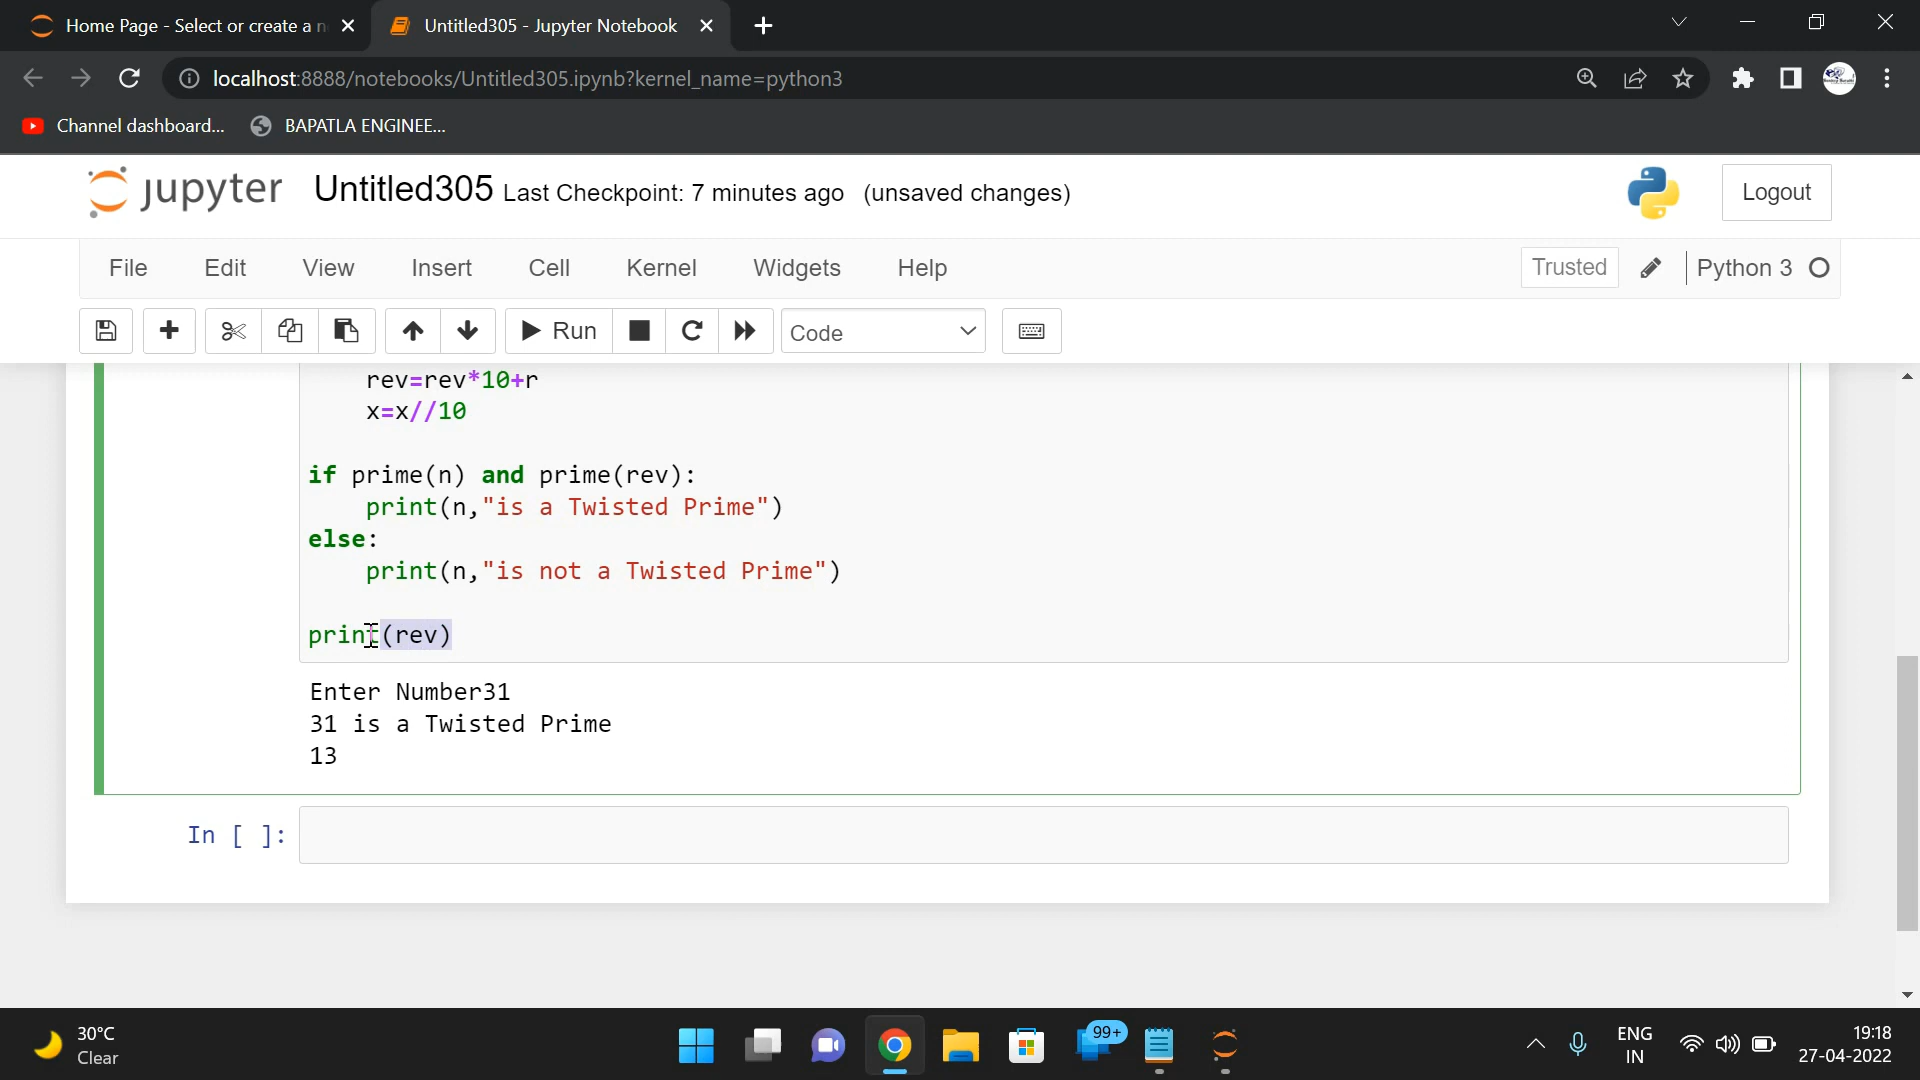 Home Page - Select or create a n
Untitled305 - Jupyter Notebook
localhost:8888/notebooks/Untitled305.ipynb?kernel_name=python3
Channel dashboard...
BAPATLA ENGINEE...
jupyter Untitled305 Last Checkpoint: 7 minutes ago (unsaved changes)
Logout
File Edit View Insert Cell Kernel Widgets Help
Trusted
Python 3
Run
Code
rev=rev*10+r
x=x//10
if prime(n) and prime(rev):
print(n,"is a Twisted Prime")
else:
print(n,"is not a Twisted Prime")
print(rev)
Enter Number31
31 is a Twisted Prime
13
In [ ]:
30°C
Clear
99+
ENG
IN
19:18
27-04-2022